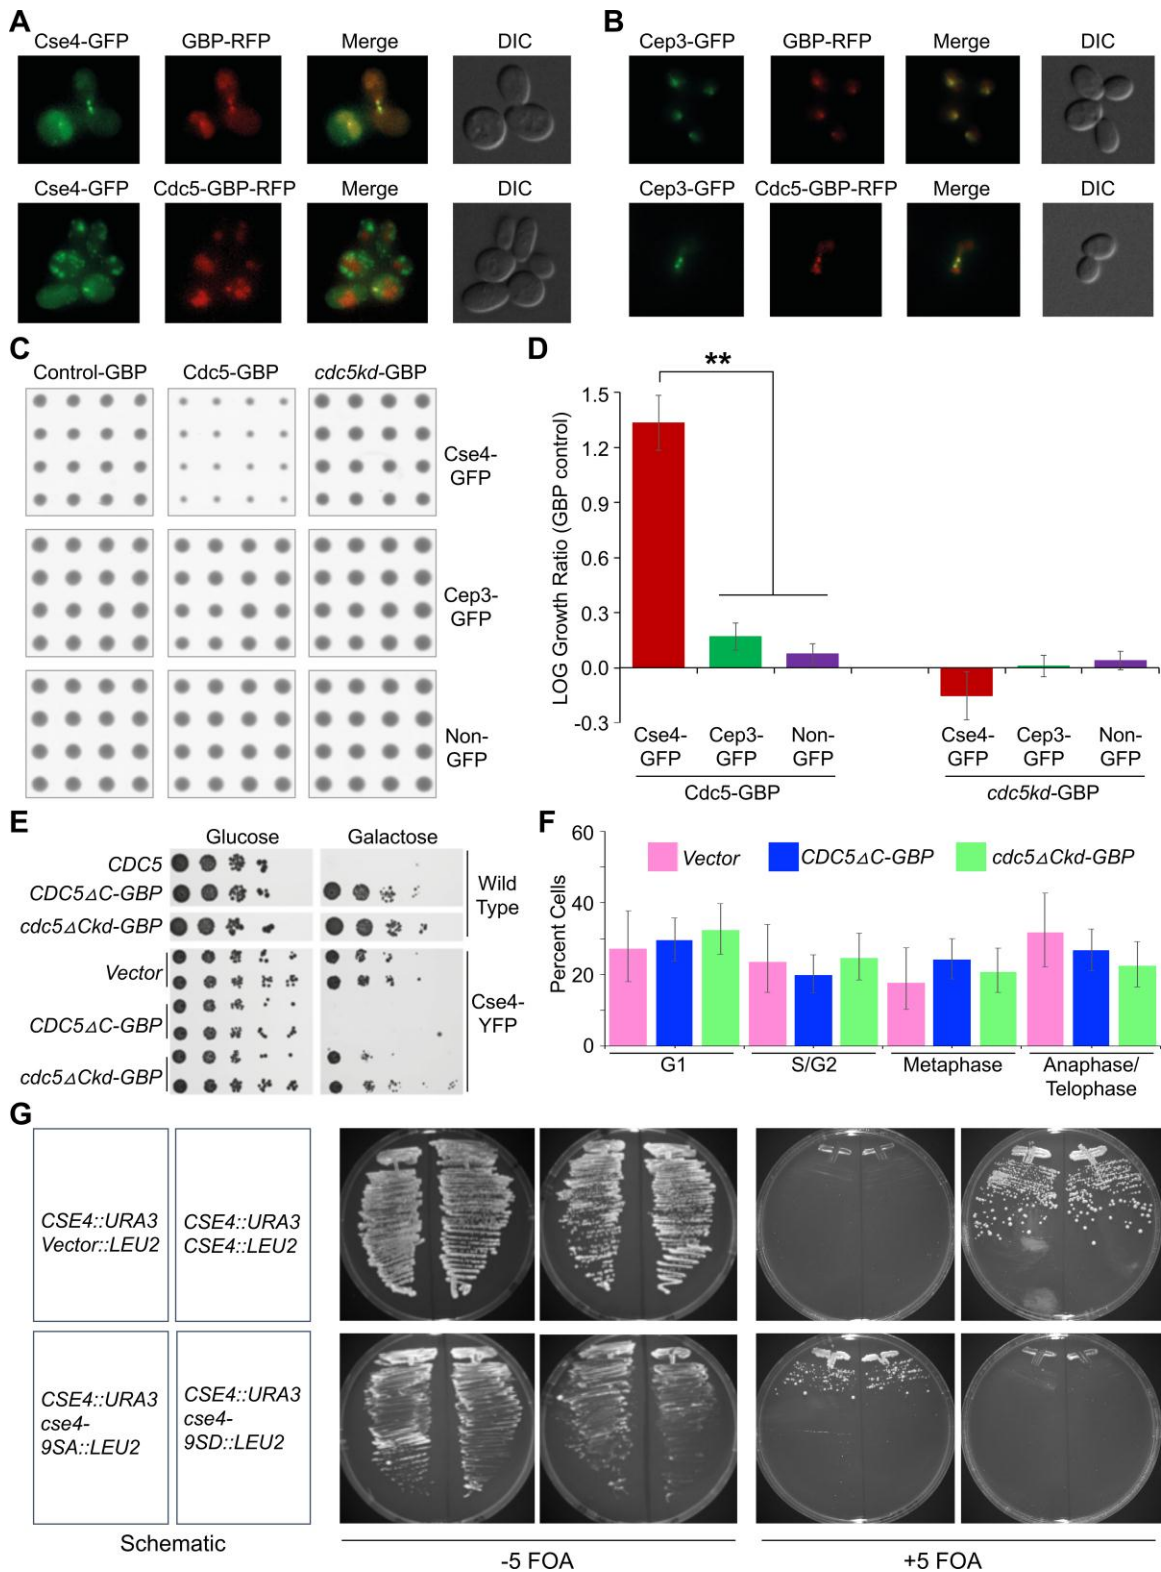 A
Cse4-GFP GBP-RFP Merge DIC
Cse4-GFP Cdc5-GBP-RFP Merge DIC
B
Cep3-GFP GBP-RFP Merge DIC
Cep3-GFP Cdc5-GBP-RFP Merge DIC
C
Control-GBP Cdc5-GBP cdc5kd-GBP
Cse4-
GFP
Cep3-
GFP
Non-
GFP
D
LOG Growth Ratio (GBP control)
1.5
1.2
0.9
0.6
0.3
0.0
-0.3
**
Cse4- Cep3- Non- Cse4- Cep3- Non-
GFP GFP GFP GFP GFP GFP
Cdc5-GBP cdc5kd-GBP
E
Glucose Galactose
CDC5
CDC5ΔC-GBP
cdc5ΔCkd-GBP
Wild
Type
Vector
CDC5ΔC-GBP
cdc5ΔCkd-GBP
Cse4-
YFP
F
Percent Cells
60
40
20
0
Vector CDC5ΔC-GBP cdc5ΔCkd-GBP
G1 S/G2 Metaphase Anaphase/
Telophase
G
CSE4::URA3
Vector::LEU2
CSE4::URA3
CSE4::LEU2
CSE4::URA3
cse4-
9SA::LEU2
CSE4::URA3
cse4-
9SD::LEU2
Schematic
-5 FOA
+5 FOA